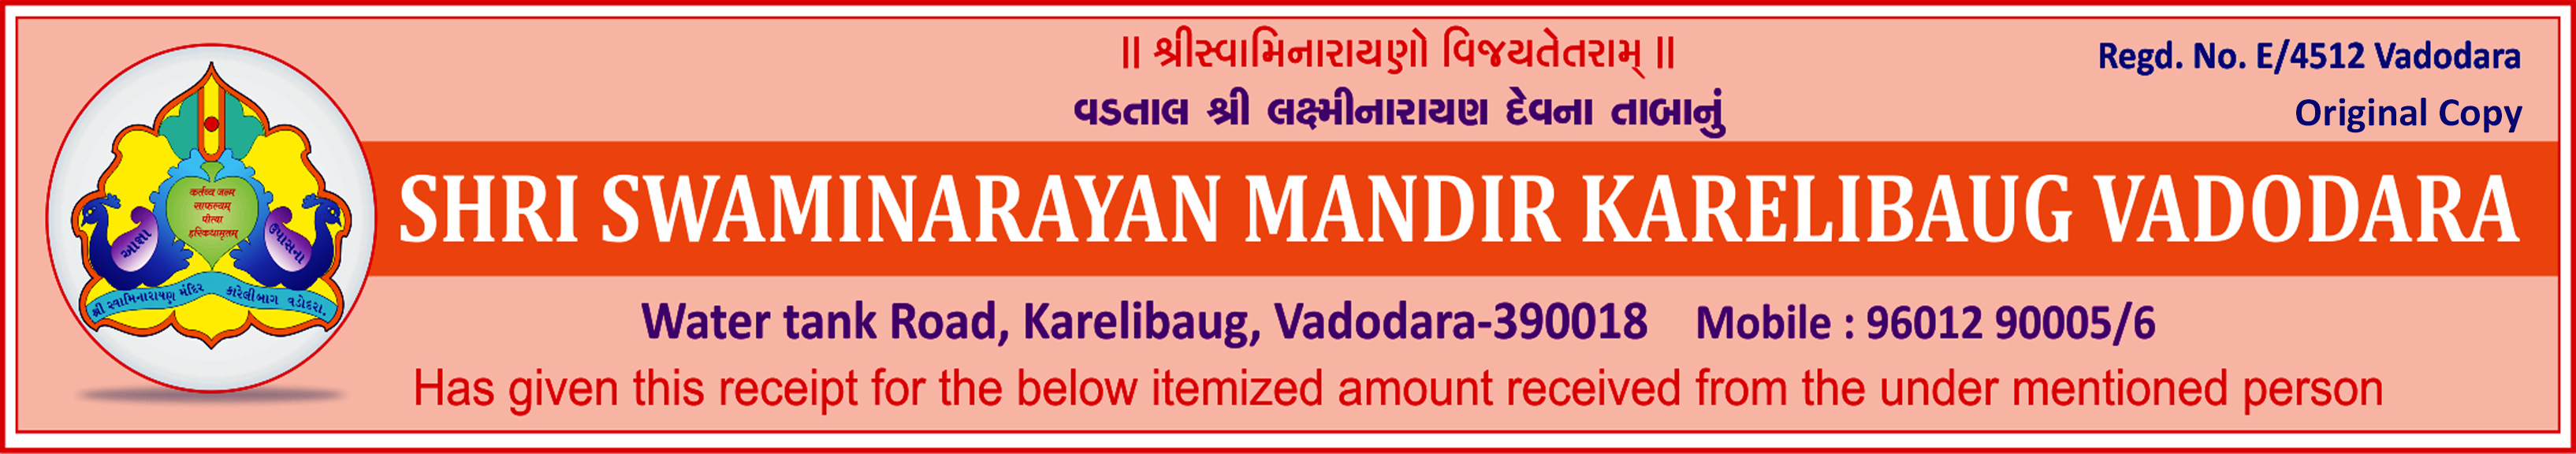 ॥ શ્રીસ્વામિનારાયણો વિજયતેતરામ્ ॥
Regd. No. E/4512 Vadodara
વડતાલ શ્રી લક્ષ્મીનારાયણ દેવના તાબાનું
Original Copy
SHRI SWAMINARAYAN MANDIR KARELIBAUG VADODARA
કર્તવ્ય જન્મ
સાફલ્યમ્
પીત્વા
હરિકથામૃતમ્
આજ્ઞા
ઉપાસના
શ્રી સ્વામિનારાયણ મંદિર કારેલીબાગ વડોદરા.
Water tank Road, Karelibaug, Vadodara-390018 Mobile : 96012 90005/6
Has given this receipt for the below itemized amount received from the under mentioned person